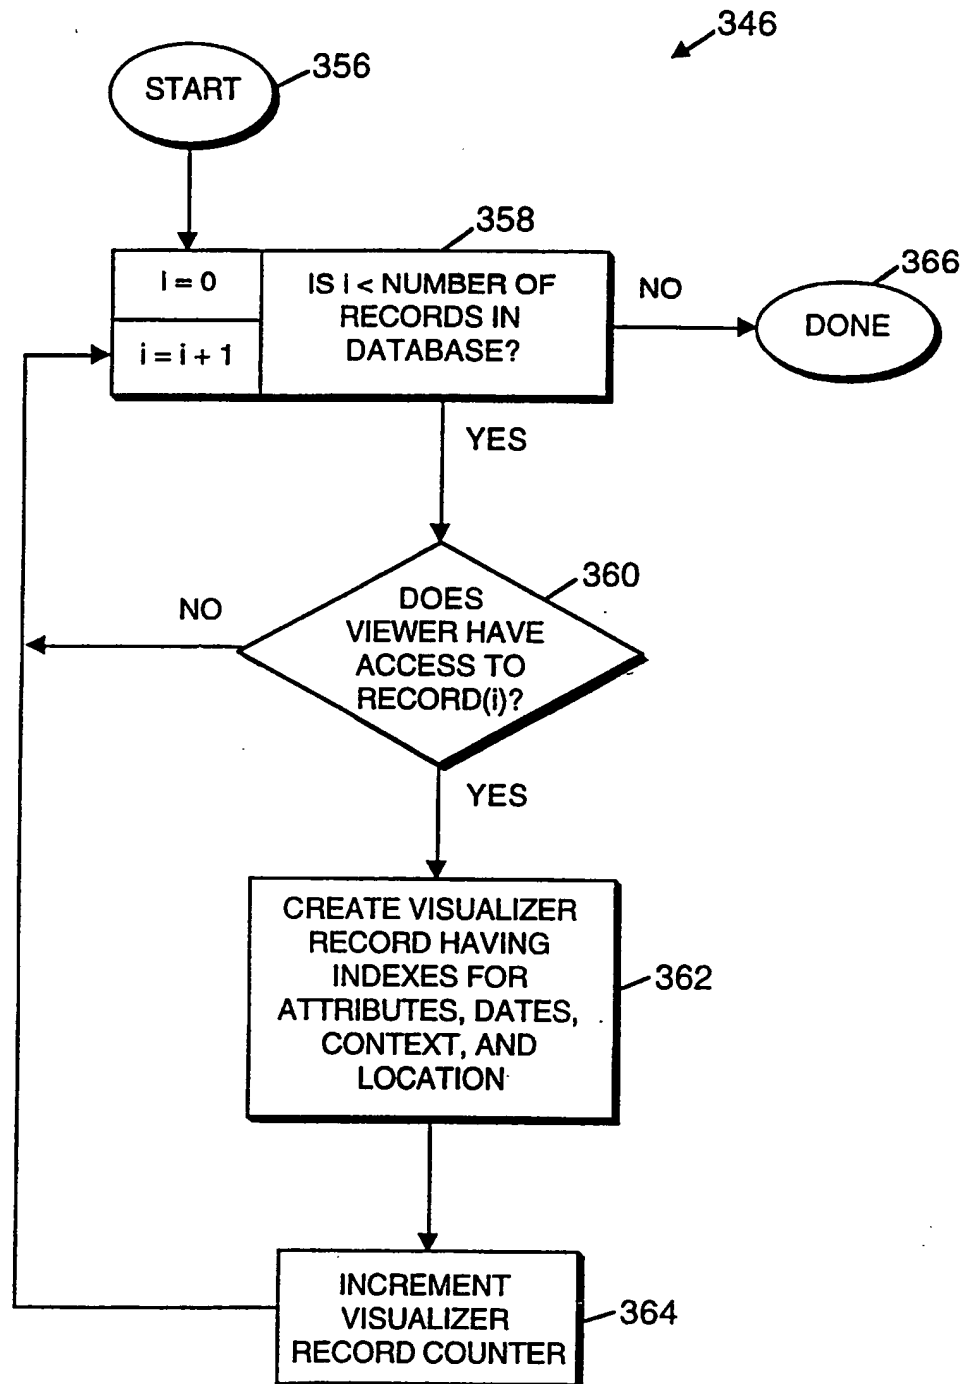 346
START
356
358
i = 0
i = i + 1
IS i < NUMBER OF
RECORDS IN
DATABASE?
NO
366
DONE
YES
360
DOES
VIEWER HAVE
ACCESS TO
RECORD(i)?
NO
YES
CREATE VISUALIZER
RECORD HAVING
INDEXES FOR
ATTRIBUTES, DATES,
CONTEXT, AND
LOCATION
362
INCREMENT
VISUALIZER
RECORD COUNTER
364